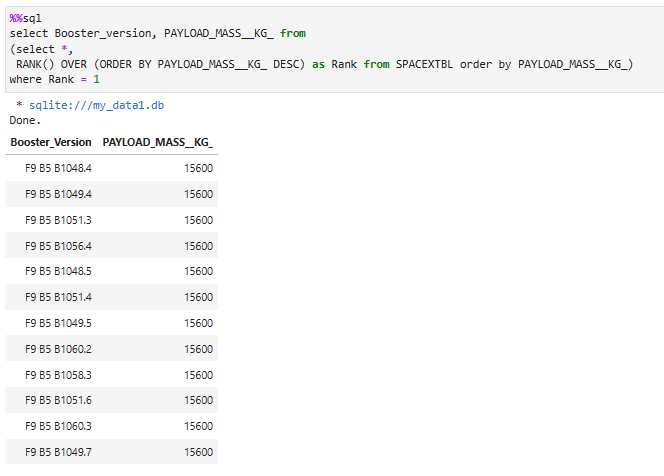 %%sql
select Booster_version, PAYLOAD_MASS__KG_ from
(select *,
RANK() OVER (ORDER BY PAYLOAD_MASS__KG_ DESC) as Rank from SPACEXTBL order by PAYLOAD_MASS__KG_)
where Rank = 1
* sqlite:///my_data1.db
Done.
Booster_Version PAYLOAD_MASS__KG_
F9 B5 B1048.4 15600
F9 B5 B1049.4 15600
F9 B5 B1051.3 15600
F9 B5 B1056.4 15600
F9 B5 B1048.5 15600
F9 B5 B1051.4 15600
F9 B5 B1049.5 15600
F9 B5 B1060.2 15600
F9 B5 B1058.3 15600
F9 B5 B1051.6 15600
F9 B5 B1060.3 15600
F9 B5 B1049.7 15600